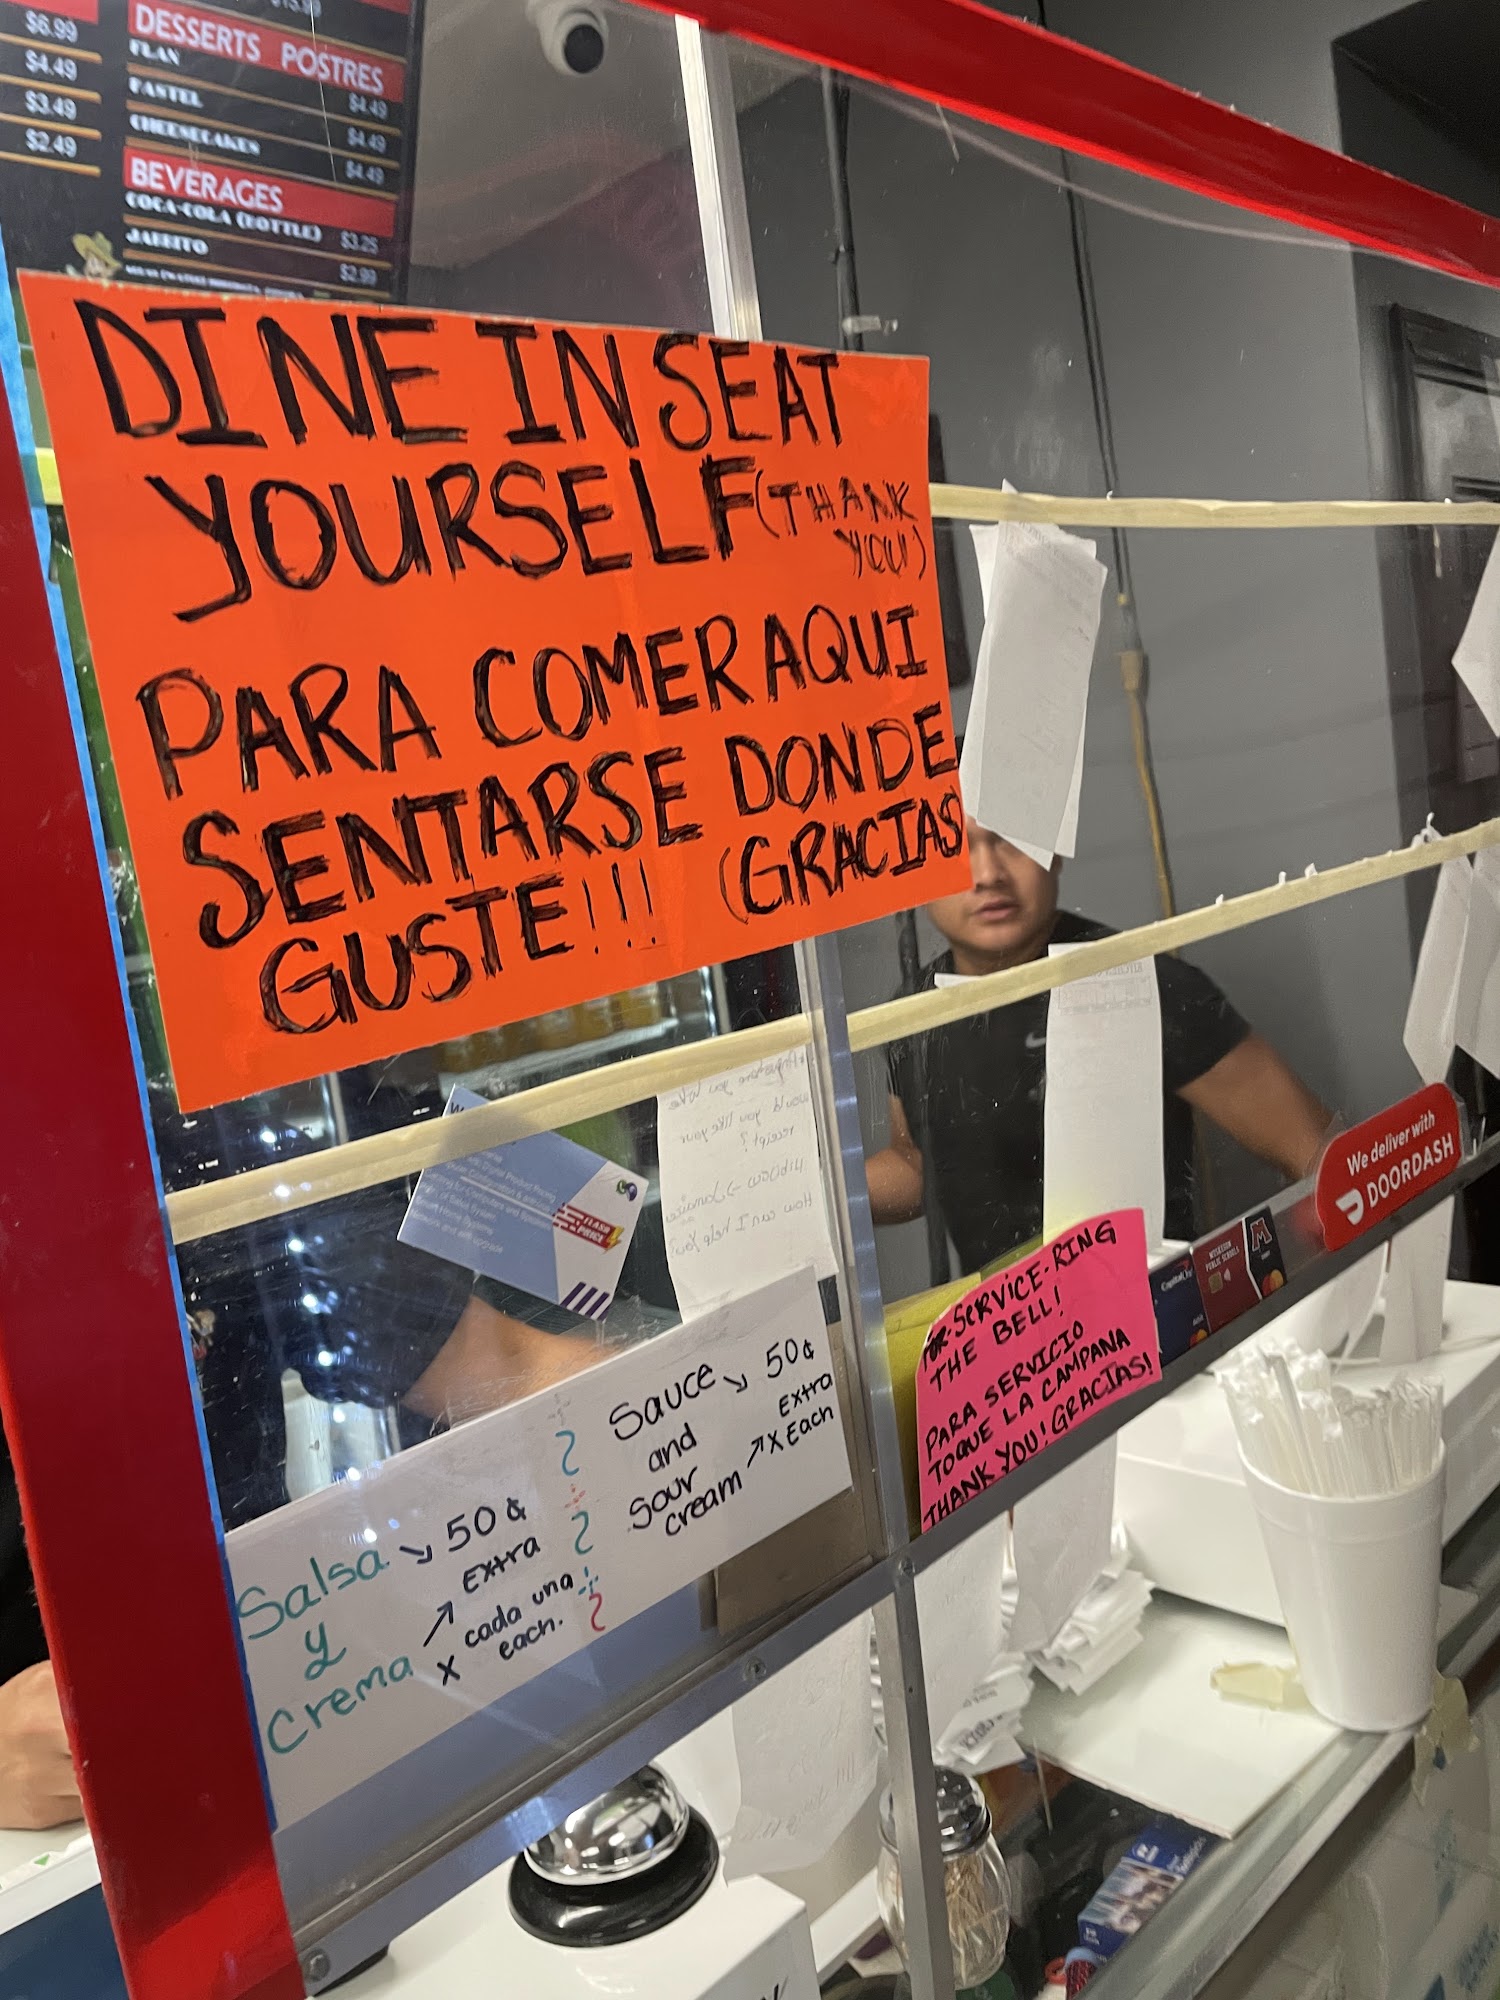 $6.99
$4.49
$3.49
$2.49
DESSERTS POSTRES
FLAN $4.49
PASTEL $4.49
CHEESECAKES $4.49
BEVERAGES
COCA-COLA (BOTTLE) $3.25
JARRITO $2.99
DINE IN SEAT
YOURSELF (THANK
YOU!)
PARA COMER AQUI
SENTARSE DONDE
GUSTE!!! (GRACIAS
would you like your
receipt?
How can I help you?
FLASH
PRICE
We deliver with
DOORDASH
Capital One
M
FOR-SERVICE-RING
THE BELL!
PARA SERVICIO
TOQUE LA CAMPANA
THANK YOU! GRACIAS!
Salsa ↘ 50¢
y Extra
Crema ↗ x cada una
each.
Sauce ↘ 50¢
and Extra
sour ↗ x Each
cream